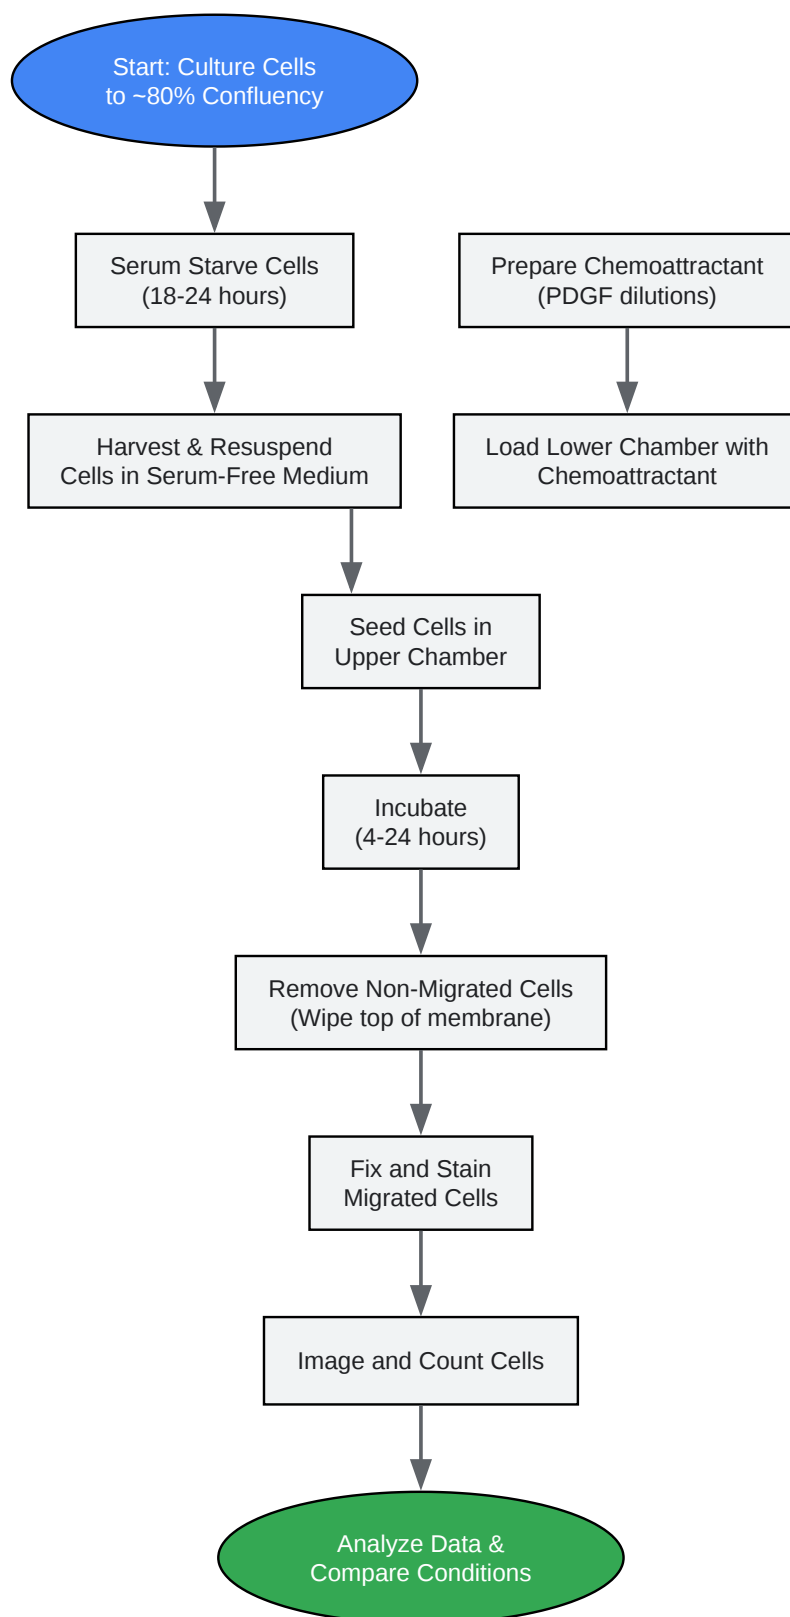 Start: Culture Cells
to ~80% Confluency
Serum Starve Cells
(18-24 hours)
Prepare Chemoattractant
(PDGF dilutions)
Harvest & Resuspend
Cells in Serum-Free Medium
Load Lower Chamber with
Chemoattractant
Seed Cells in
Upper Chamber
Incubate
(4-24 hours)
Remove Non-Migrated Cells
(Wipe top of membrane)
Fix and Stain
Migrated Cells
Image and Count Cells
Analyze Data &
Compare Conditions